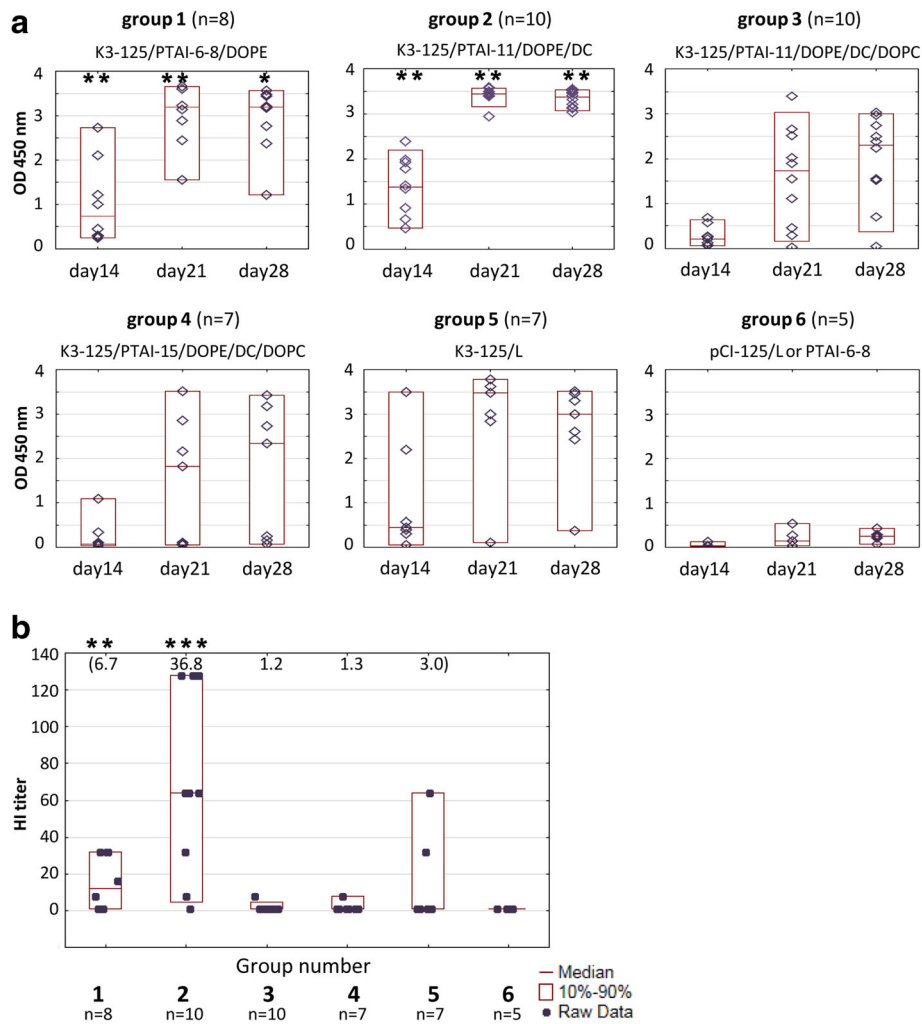 a
group 1 (n=8) group 2 (n=10) group 3 (n=10)
K3-125/PTAI-6-8/DOPE K3-125/PTAI-11/DOPE/DC K3-125/PTAI-11/DOPE/DC/DOPC
** ** * ** ** **
OD 450 nm
4 3 2 1 0
4 3 2 1 0
4 3 2 1 0
day14 day21 day28 day14 day21 day28 day14 day21 day28
group 4 (n=7) group 5 (n=7) group 6 (n=5)
K3-125/PTAI-15/DOPE/DC/DOPC K3-125/L pCI-125/L or PTAI-6-8
OD 450 nm
4 3 2 1 0
4 3 2 1 0
4 3 2 1 0
day14 day21 day28 day14 day21 day28 day14 day21 day28
b
** ***
(6.7 36.8 1.2 1.3 3.0)
HI titer
140
120
100
80
60
40
20
0
Group number
1 2 3 4 5 6
n=8 n=10 n=10 n=7 n=7 n=5
Median
10%-90%
Raw Data